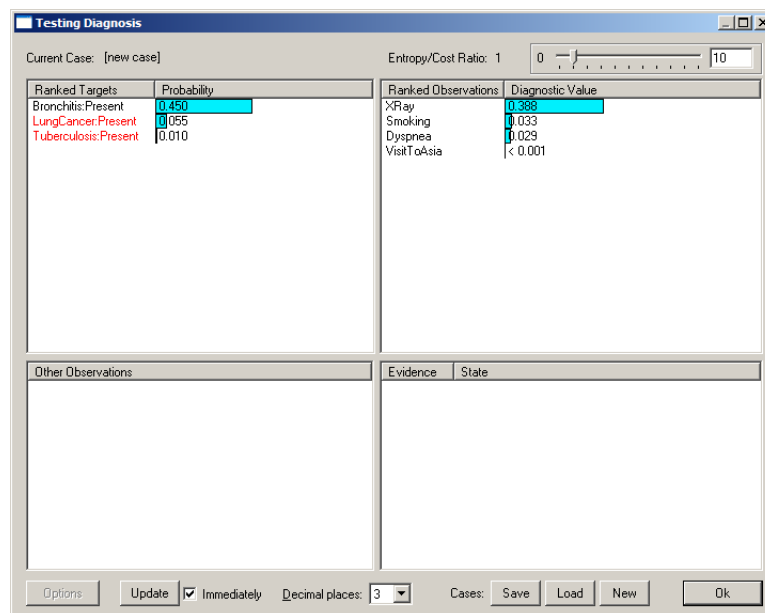 Testing Diagnosis
Current Case: [new case]
Entropy/Cost Ratio: 1
0
10
Ranked Targets Probability
Bronchitis:Present 0.450
LungCancer:Present 0.055
Tuberculosis:Present 0.010
Ranked Observations Diagnostic Value
XRay 0.388
Smoking 0.033
Dyspnea 0.029
VisitToAsia < 0.001
Other Observations
Evidence State
Options Update Immediately Decimal places: 3 Cases: Save Load New Ok